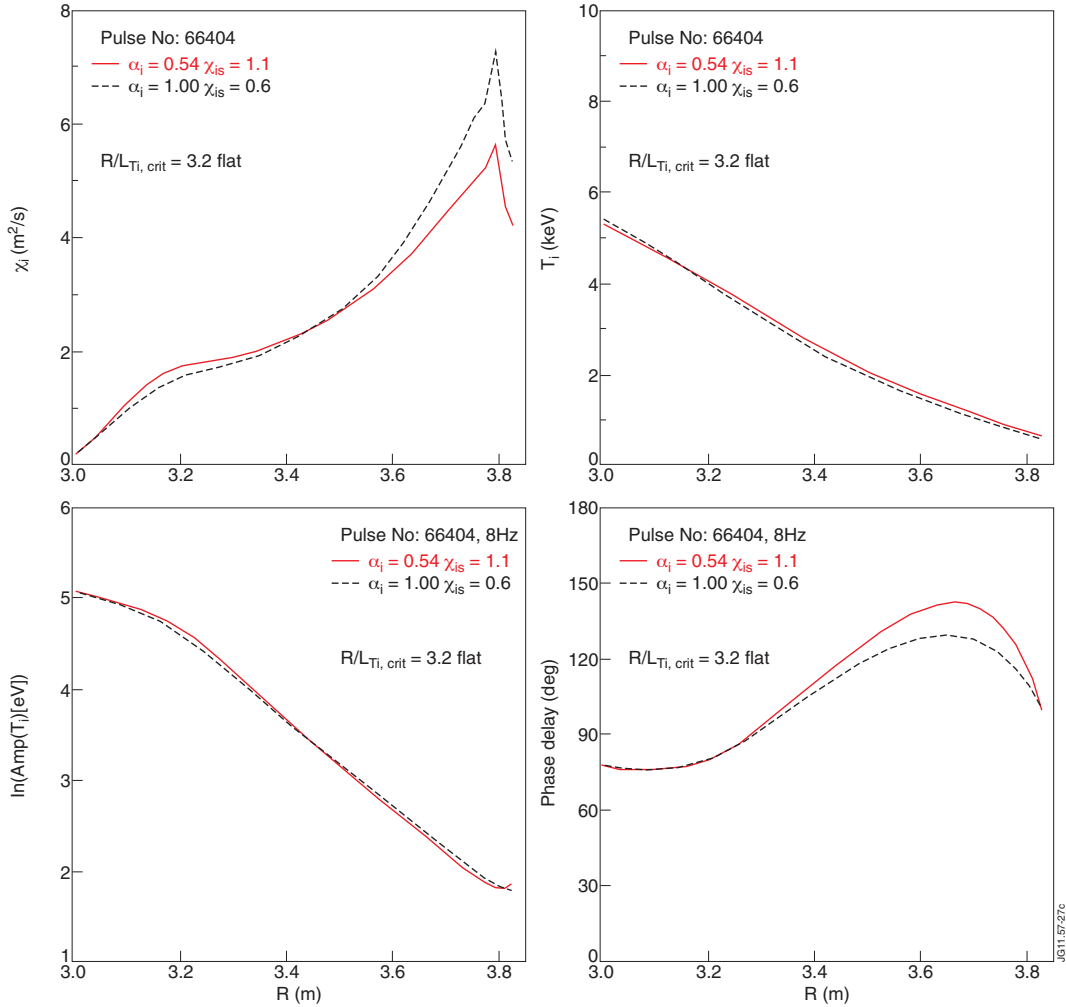 8
6
4
2
0
χi (m2/s)
Pulse No: 66404
αi = 0.54 χis = 1.1
αi = 1.00 χis = 0.6
R/LTi, crit = 3.2 flat
3.0 3.2 3.4 3.6 3.8
10
8
6
4
2
0
Ti (keV)
Pulse No: 66404
αi = 0.54 χis = 1.1
αi = 1.00 χis = 0.6
R/LTi, crit = 3.2 flat
3.0 3.2 3.4 3.6 3.8
6
5
4
3
2
1
ln(Amp(Ti)[eV])
Pulse No: 66404, 8Hz
αi = 0.54 χis = 1.1
αi = 1.00 χis = 0.6
R/LTi, crit = 3.2 flat
3.0 3.2 3.4 3.6 3.8
R (m)
180
150
120
90
60
30
0
Phase delay (deg)
Pulse No: 66404, 8Hz
αi = 0.54 χis = 1.1
αi = 1.00 χis = 0.6
R/LTi, crit = 3.2 flat
3.0 3.2 3.4 3.6 3.8
R (m)
JG11.57-27c